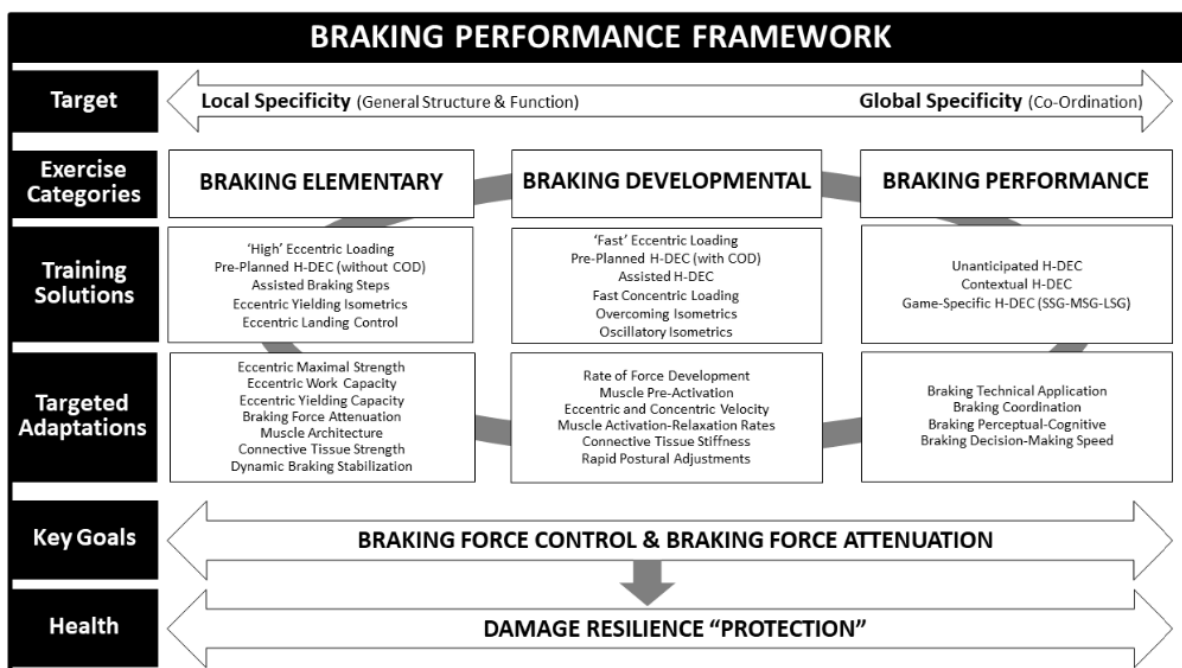 BRAKING PERFORMANCE FRAMEWORK
Target
Local Specificity (General Structure & Function)
Global Specificity (Co-Ordination)
Exercise
Categories
BRAKING ELEMENTARY
BRAKING DEVELOPMENTAL
BRAKING PERFORMANCE
Training
Solutions
‘High’ Eccentric Loading
Pre-Planned H-DEC (without COD)
Assisted Braking Steps
Eccentric Yielding Isometrics
Eccentric Landing Control
‘Fast’ Eccentric Loading
Pre-Planned H-DEC (with COD)
Assisted H-DEC
Fast Concentric Loading
Overcoming Isometrics
Oscillatory Isometrics
Unanticipated H-DEC
Contextual H-DEC
Game-Specific H-DEC (SSG-MSG-LSG)
Targeted
Adaptations
Eccentric Maximal Strength
Eccentric Work Capacity
Eccentric Yielding Capacity
Braking Force Attenuation
Muscle Architecture
Connective Tissue Strength
Dynamic Braking Stabilization
Rate of Force Development
Muscle Pre-Activation
Eccentric and Concentric Velocity
Muscle Activation-Relaxation Rates
Connective Tissue Stiffness
Rapid Postural Adjustments
Braking Technical Application
Braking Coordination
Braking Perceptual-Cognitive
Braking Decision-Making Speed
Key Goals
BRAKING FORCE CONTROL & BRAKING FORCE ATTENUATION
Health
DAMAGE RESILIENCE “PROTECTION”